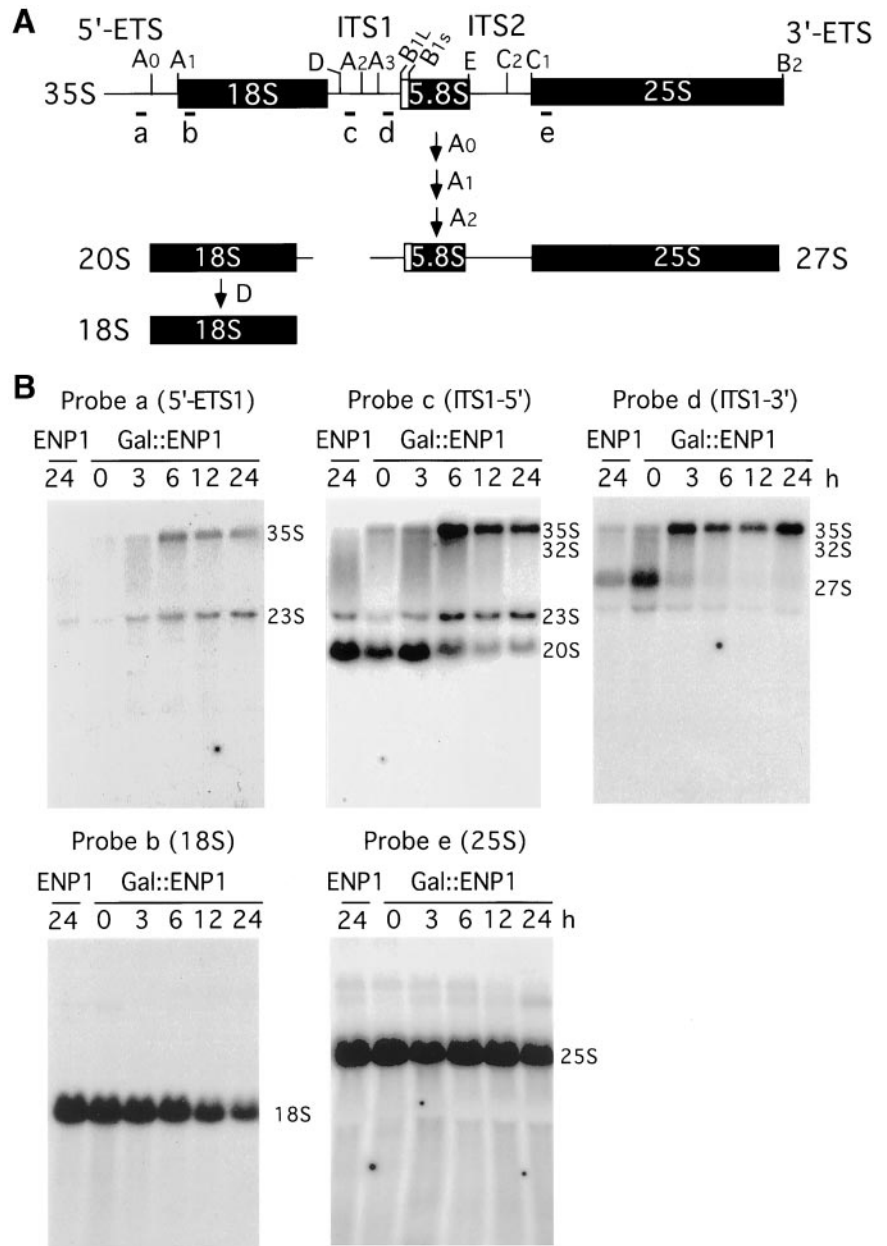 A
5'-ETS ITS1 ITS2 3'-ETS
A0 A1 D A2 A3 B1L B1s E C2 C1 B2
35S 18S 5.8S 25S
a b c d e
A0
A1
A2
20S 18S 5.8S 25S 27S
D
18S 18S
B
Probe a (5'-ETS1) Probe c (ITS1-5') Probe d (ITS1-3')
ENP1 Gal::ENP1 ENP1 Gal::ENP1 ENP1 Gal::ENP1
24 0 3 6 12 24 24 0 3 6 12 24 24 0 3 6 12 24 h
35S 35S 35S
32S 32S
27S
23S 23S
20S
Probe b (18S) Probe e (25S)
ENP1 Gal::ENP1 ENP1 Gal::ENP1
24 0 3 6 12 24 24 0 3 6 12 24 h
25S
18S